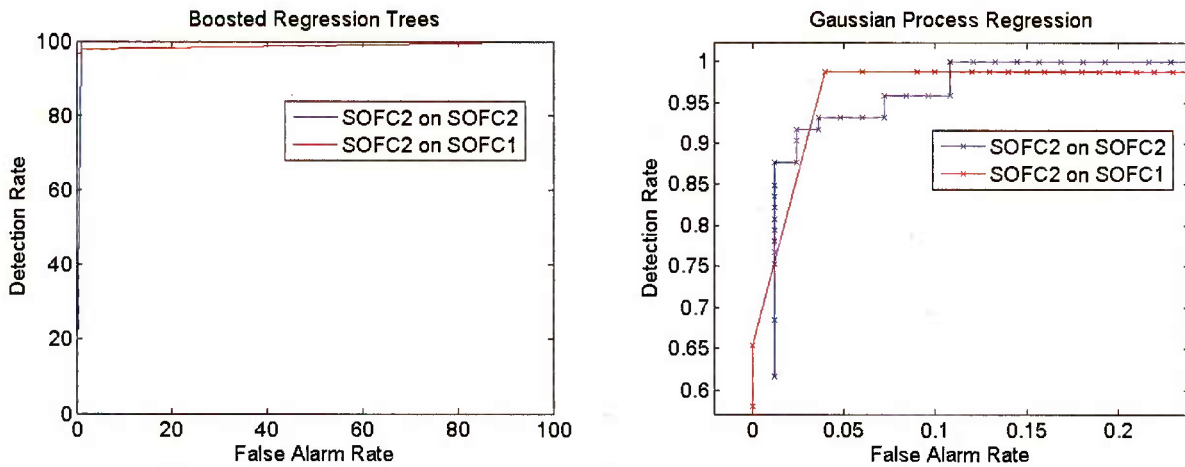 Boosted Regression Trees
100
80
60
40
20
0
Detection Rate
SOFC2 on SOFC2
SOFC2 on SOFC1
0 20 40 60 80 100
False Alarm Rate
Gaussian Process Regression
1
0.95
0.9
0.85
0.8
0.75
0.7
0.65
0.6
Detection Rate
SOFC2 on SOFC2
SOFC2 on SOFC1
0 0.05 0.1 0.15 0.2
False Alarm Rate